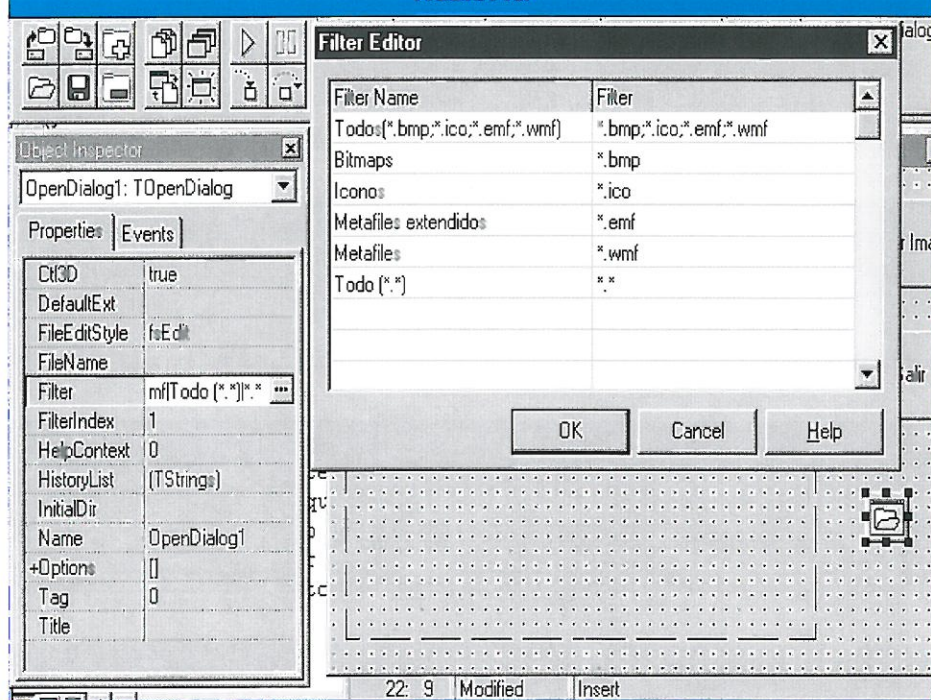 Filter Editor
Filter Name Filter
Todos(*.bmp;*.ico;*.emf;*.wmf) *.bmp;*.ico;*.emf;*.wmf
Bitmaps *.bmp
Iconos *.ico
Metafiles extendidos *.emf
Metafiles *.wmf
Todo (*.*) *.*
OK Cancel Help
Object Inspector
OpenDialog1: TOpenDialog
Properties Events
Ctl3D true
DefaultExt
FileEditStyle fsEdit
FileName
Filter mf|Todo (*.*)|*.* ...
FilterIndex 1
HelpContext 0
HistoryList (TStrings)
InitialDir
Name OpenDialog1
+Options []
Tag 0
Title
22: 9 Modified Insert